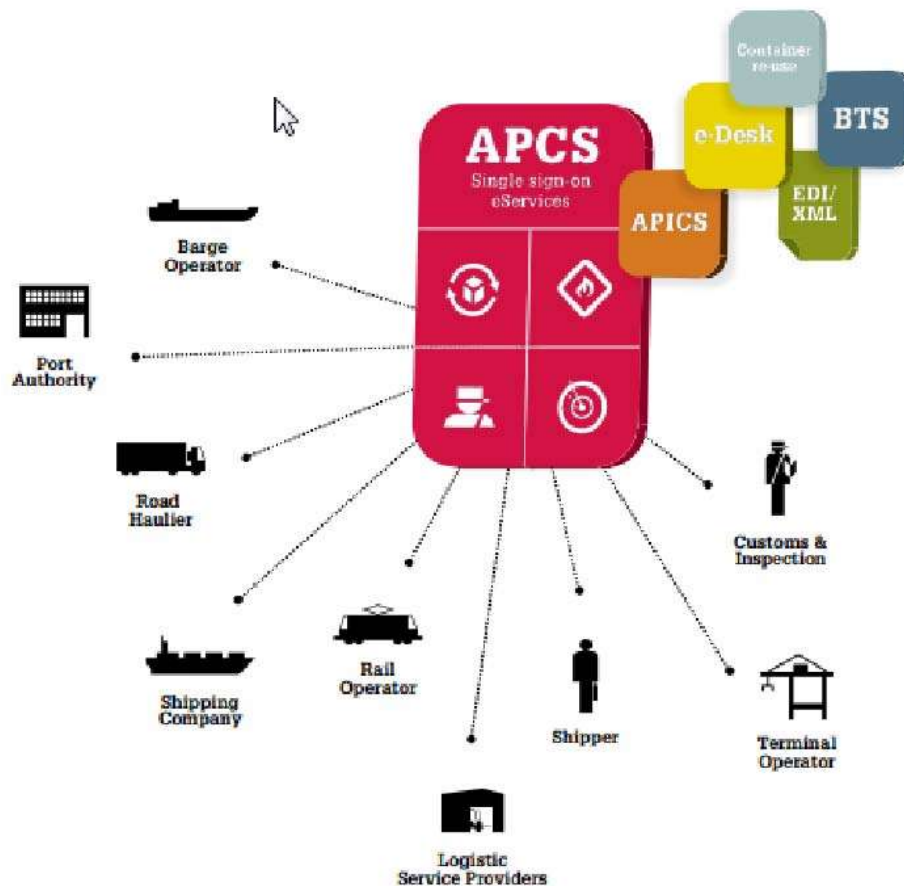 Container
re-use
BTS
e-Desk
EDI/
XML
APICS
APCS
Single sign-on
eServices
Barge
Operator
Port
Authority
Road
Haulier
Shipping
Company
Rail
Operator
Logistic
Service Providers
Shipper
Terminal
Operator
Customs &
Inspection